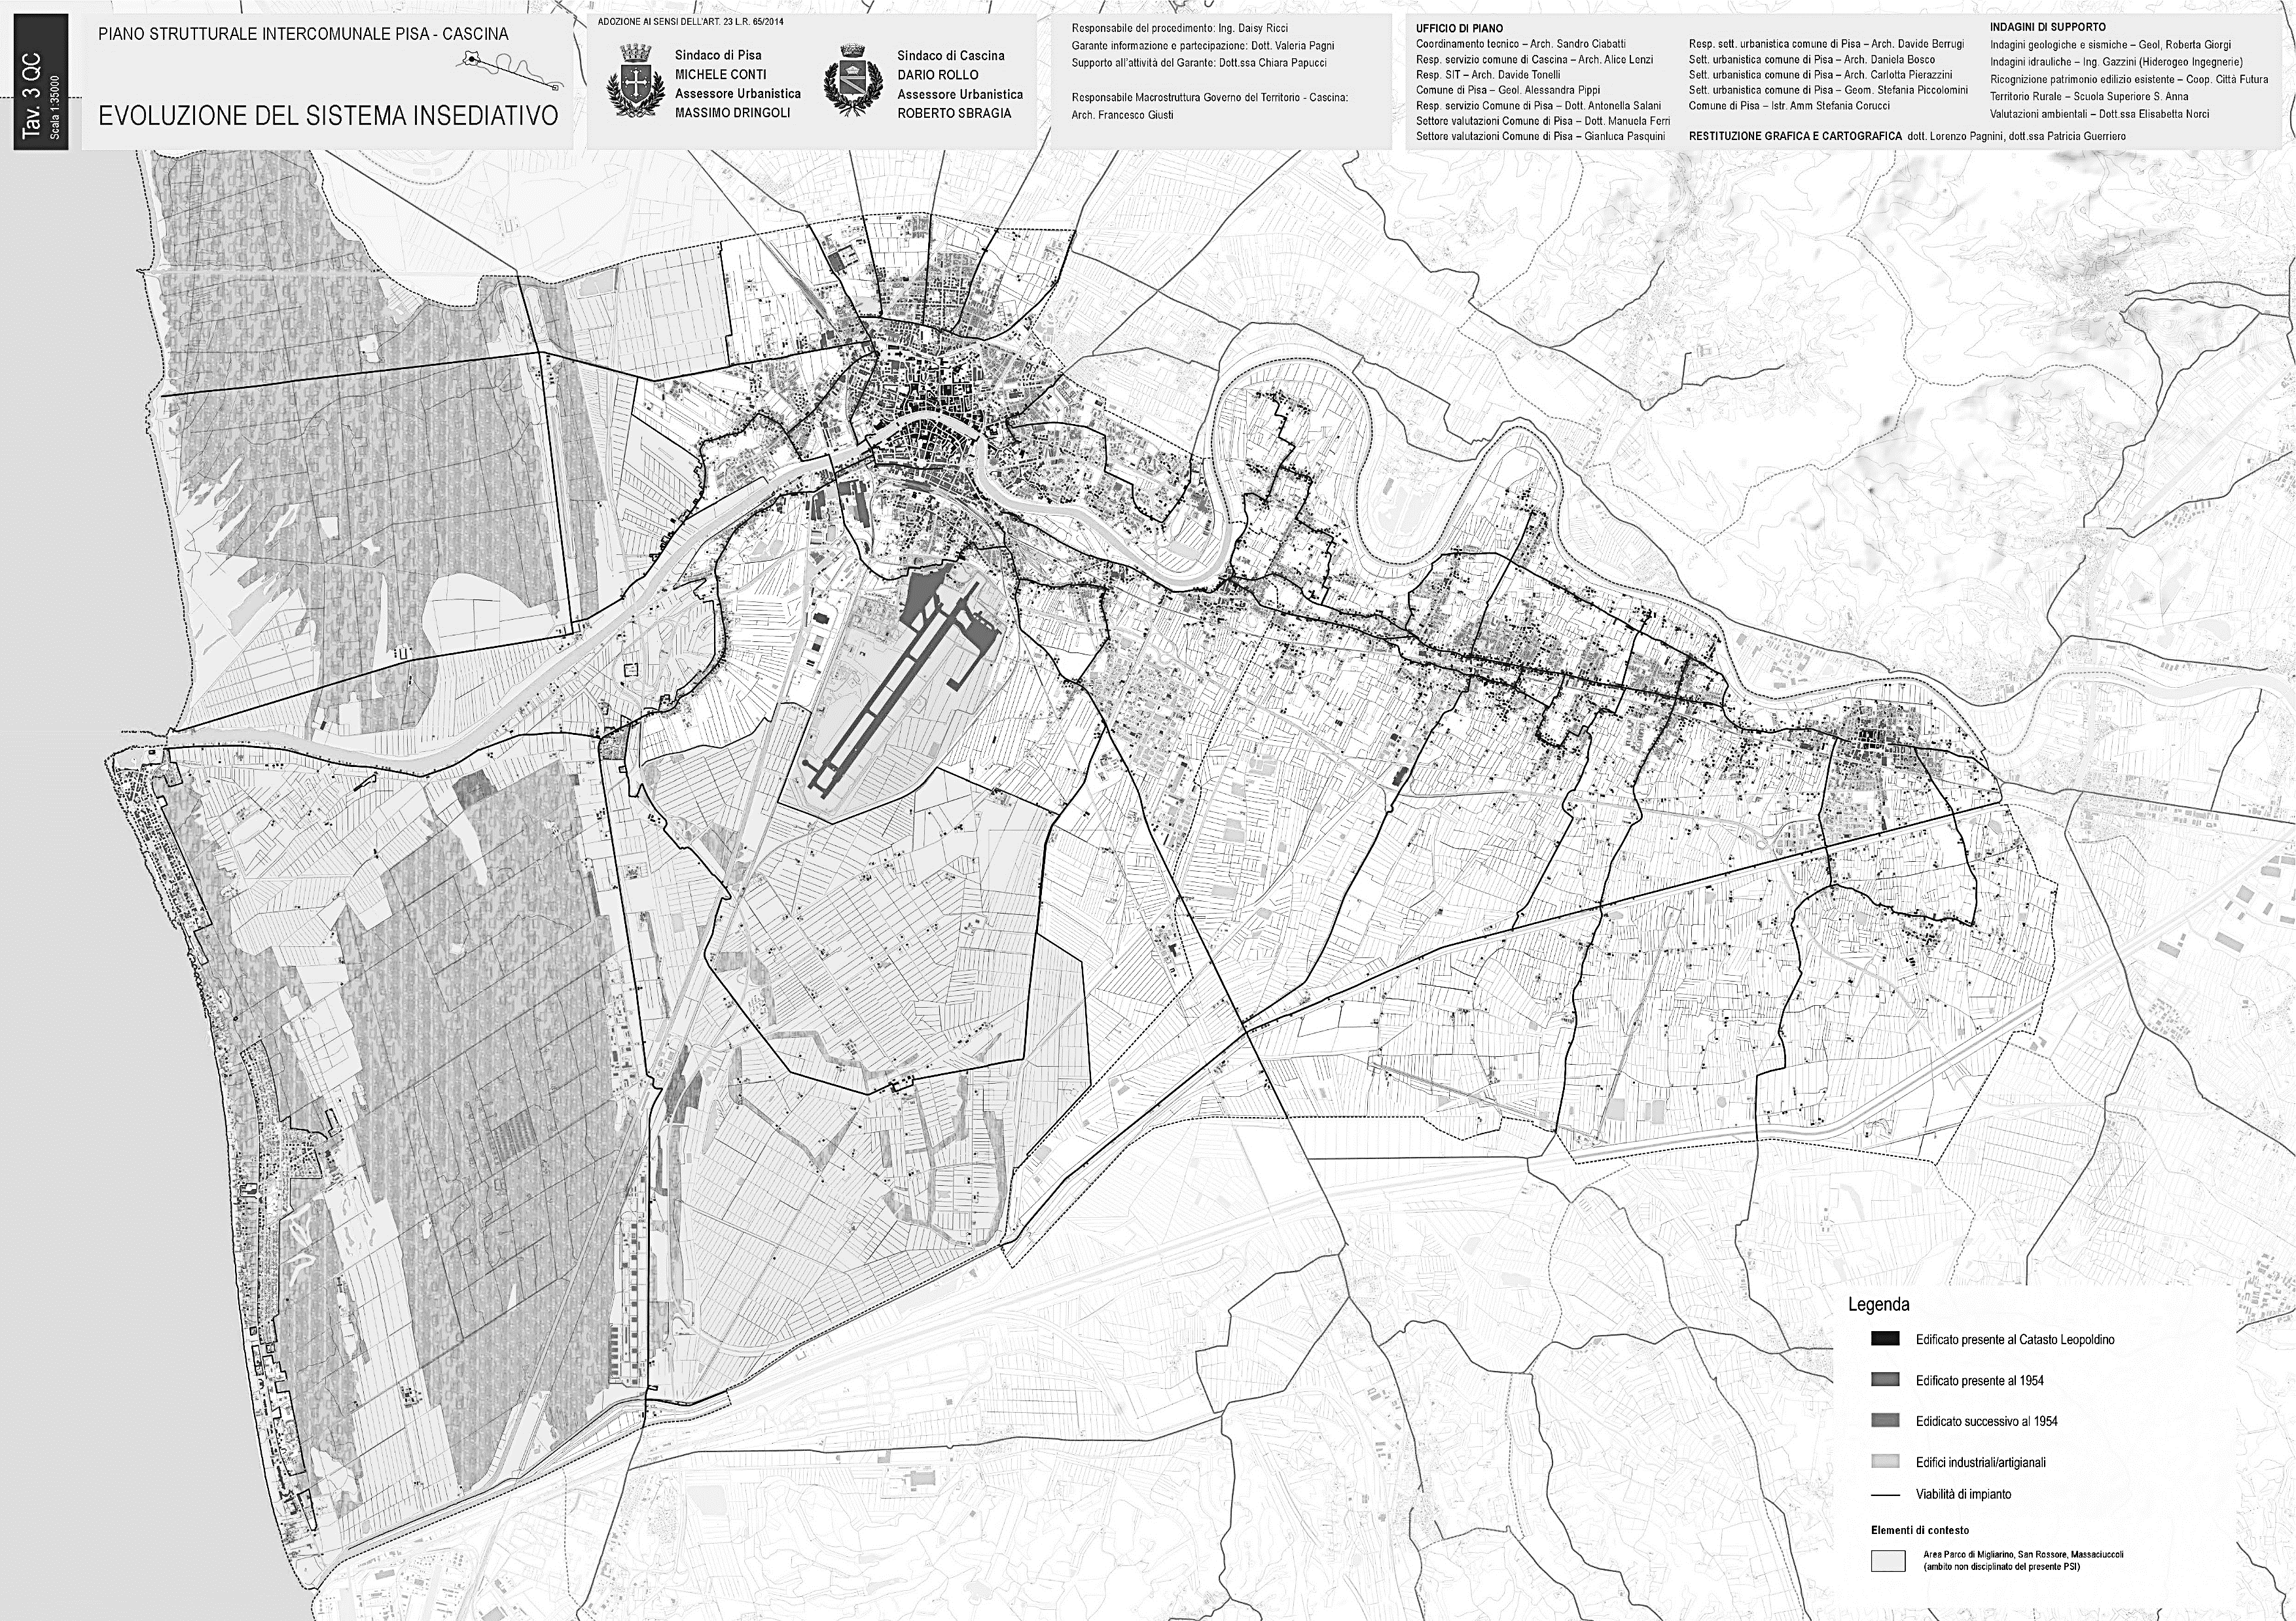 Tav. 3 QC
Scala 1:35000
PIANO STRUTTURALE INTERCOMUNALE PISA - CASCINA
EVOLUZIONE DEL SISTEMA INSEDIATIVO
ADOZIONE AI SENSI DELL'ART. 23 L.R. 65/2014
Sindaco di Pisa
MICHELE CONTI
Assessore Urbanistica
MASSIMO DRINGOLI
Sindaco di Cascina
DARIO ROLLO
Assessore Urbanistica
ROBERTO SBRAGIA
Responsabile del procedimento: Ing. Daisy Ricci
Garante informazione e partecipazione: Dott. Valeria Pagni
Supporto all'attività del Garante: Dott.ssa Chiara Papucci
Responsabile Macrostruttura Governo del Territorio - Cascina:
Arch. Francesco Giusti
UFFICIO DI PIANO
Coordinamento tecnico – Arch. Sandro Ciabatti
Resp. servizio comune di Cascina – Arch. Alice Lenzi
Resp. SIT – Arch. Davide Tonelli
Comune di Pisa – Geol. Alessandra Pippi
Resp. servizio Comune di Pisa – Dott. Antonella Salani
Settore valutazioni Comune di Pisa – Dott. Manuela Ferri
Settore valutazioni Comune di Pisa – Gianluca Pasquini
Resp. sett. urbanistica comune di Pisa – Arch. Davide Berrugi
Sett. urbanistica comune di Pisa – Arch. Daniela Bosco
Sett. urbanistica comune di Pisa – Arch. Carlotta Pierazzini
Sett. urbanistica comune di Pisa – Geom. Stefania Piccolomini
Comune di Pisa – Istr. Amm Stefania Corucci
RESTITUZIONE GRAFICA E CARTOGRAFICA dott. Lorenzo Pagnini, dott.ssa Patricia Guerriero
INDAGINI DI SUPPORTO
Indagini geologiche e sismiche – Geol, Roberta Giorgi
Indagini idrauliche – Ing. Gazzini (Hiderogeo Ingegnerie)
Ricognizione patrimonio edilizio esistente – Coop. Città Futura
Territorio Rurale – Scuola Superiore S. Anna
Valutazioni ambientali – Dott.ssa Elisabetta Norci
Legenda
Edificato presente al Catasto Leopoldino
Edificato presente al 1954
Edidicato successivo al 1954
Edifici industriali/artigianali
Viabilità di impianto
Elementi di contesto
Area Parco di Migliarino, San Rossore, Massaciuccoli
(ambito non disciplinato del presente PSI)